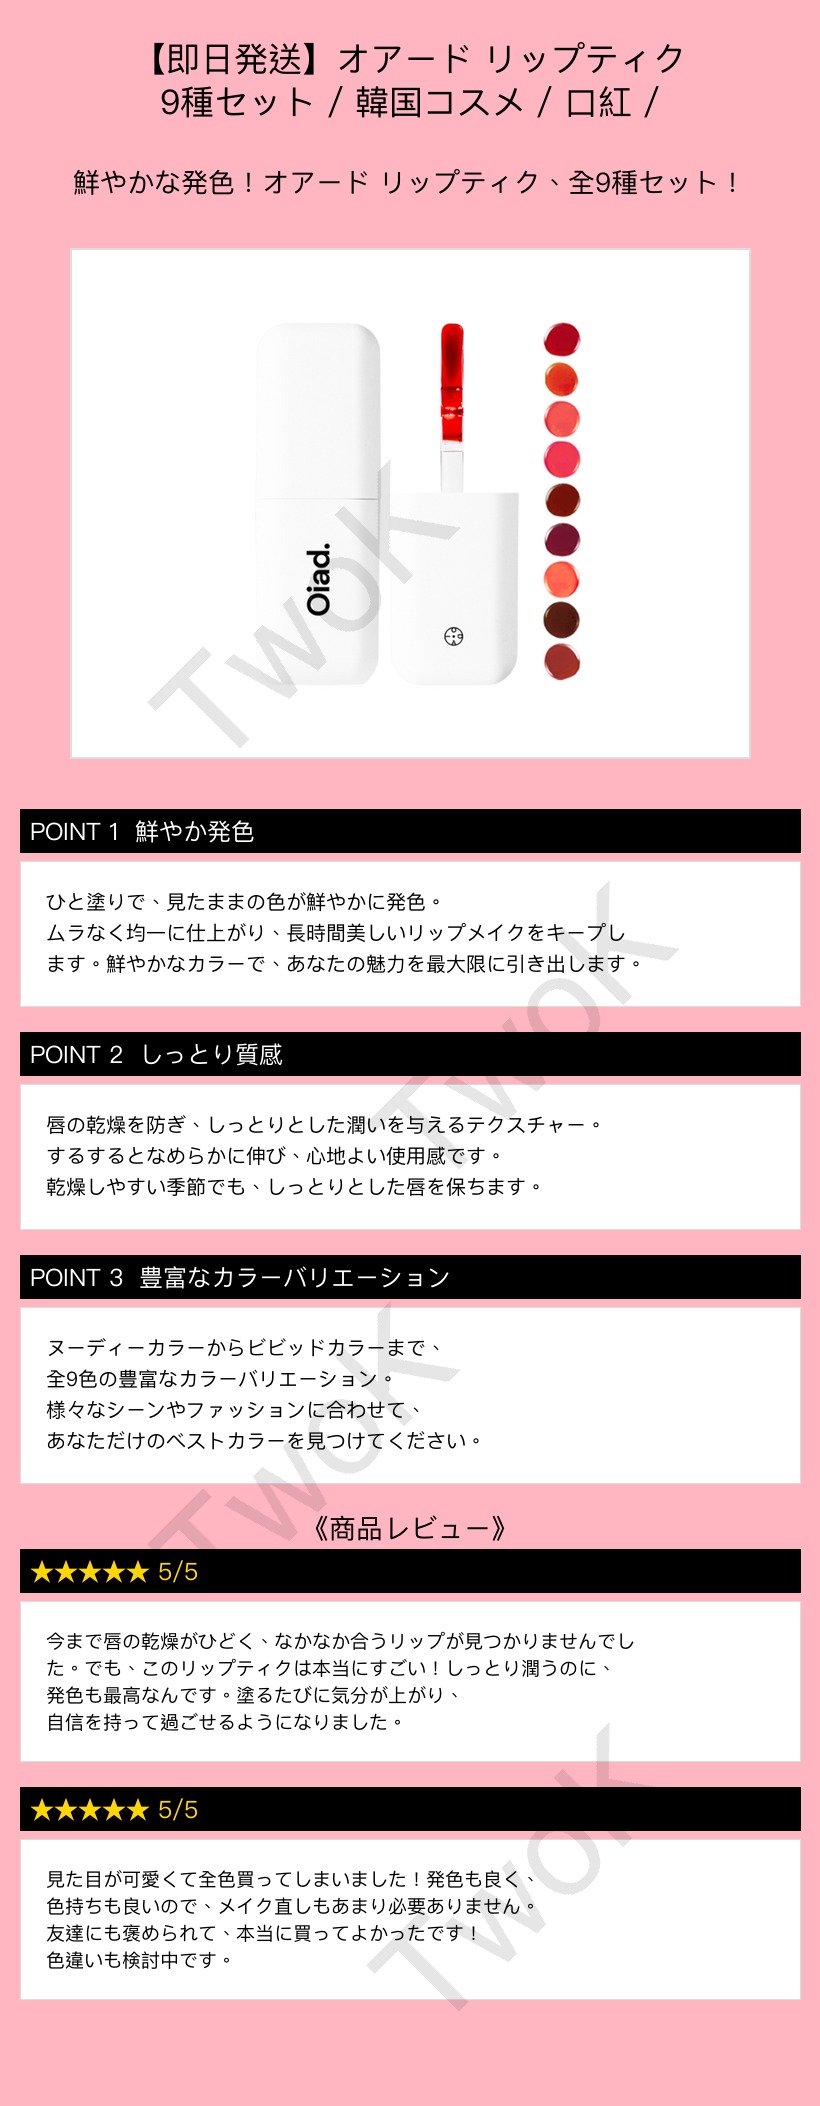 【即日発送】オアード リップティク
9種セット / 韓国コスメ / 口紅 /
鮮やかな発色！オアード リップティク、全9種セット！
Oiad.
TwoK
POINT 1 鮮やか発色
ひと塗りで、見たままの色が鮮やかに発色。
ムラなく均一に仕上がり、長時間美しいリップメイクをキープし
ます。鮮やかなカラーで、あなたの魅力を最大限に引き出します。
TwoK
POINT 2 しっとり質感
唇の乾燥を防ぎ、しっとりとした潤いを与えるテクスチャー。
するするとなめらかに伸び、心地よい使用感です。
乾燥しやすい季節でも、しっとりとした唇を保ちます。
POINT 3 豊富なカラーバリエーション
ヌーディーカラーからビビッドカラーまで、
全9色の豊富なカラーバリエーション。
様々なシーンやファッションに合わせて、
あなただけのベストカラーを見つけてください。
TwoK
《商品レビュー》
★★★★★ 5/5
今まで唇の乾燥がひどく、なかなか合うリップが見つかりませんでし
た。でも、このリップティクは本当にすごい！しっとり潤うのに、
発色も最高なんです。塗るたびに気分が上がり、
自信を持って過ごせるようになりました。
★★★★★ 5/5
見た目が可愛くて全色買ってしまいました！発色も良く、
色持ちも良いので、メイク直しもあまり必要ありません。
友達にも褒められて、本当に買ってよかったです！
色違いも検討中です。
TwoK